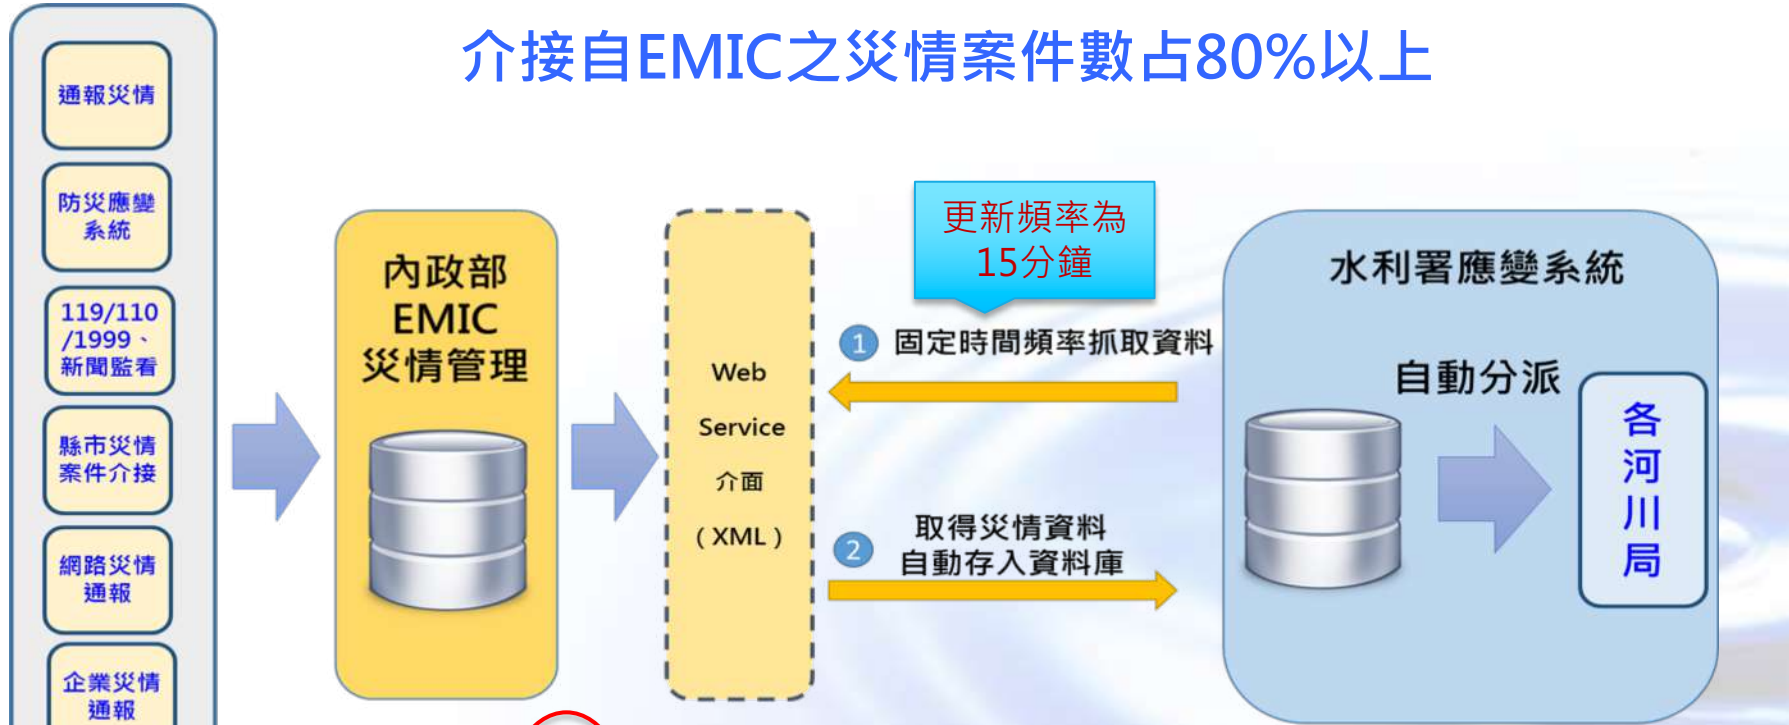 介接自EMIC之災情案件數占80%以上
通報災情
防災應變
系統
119/110
/1999、
新聞監看
縣市災情
案件介接
網路災情
通報
企業災情
通報
內政部
EMIC
災情管理
Web
Service
介面
(XML)
更新頻率為
15分鐘
1 固定時間頻率抓取資料
2 取得災情資料
自動存入資料庫
水利署應變系統
自動分派
各
河
川
局